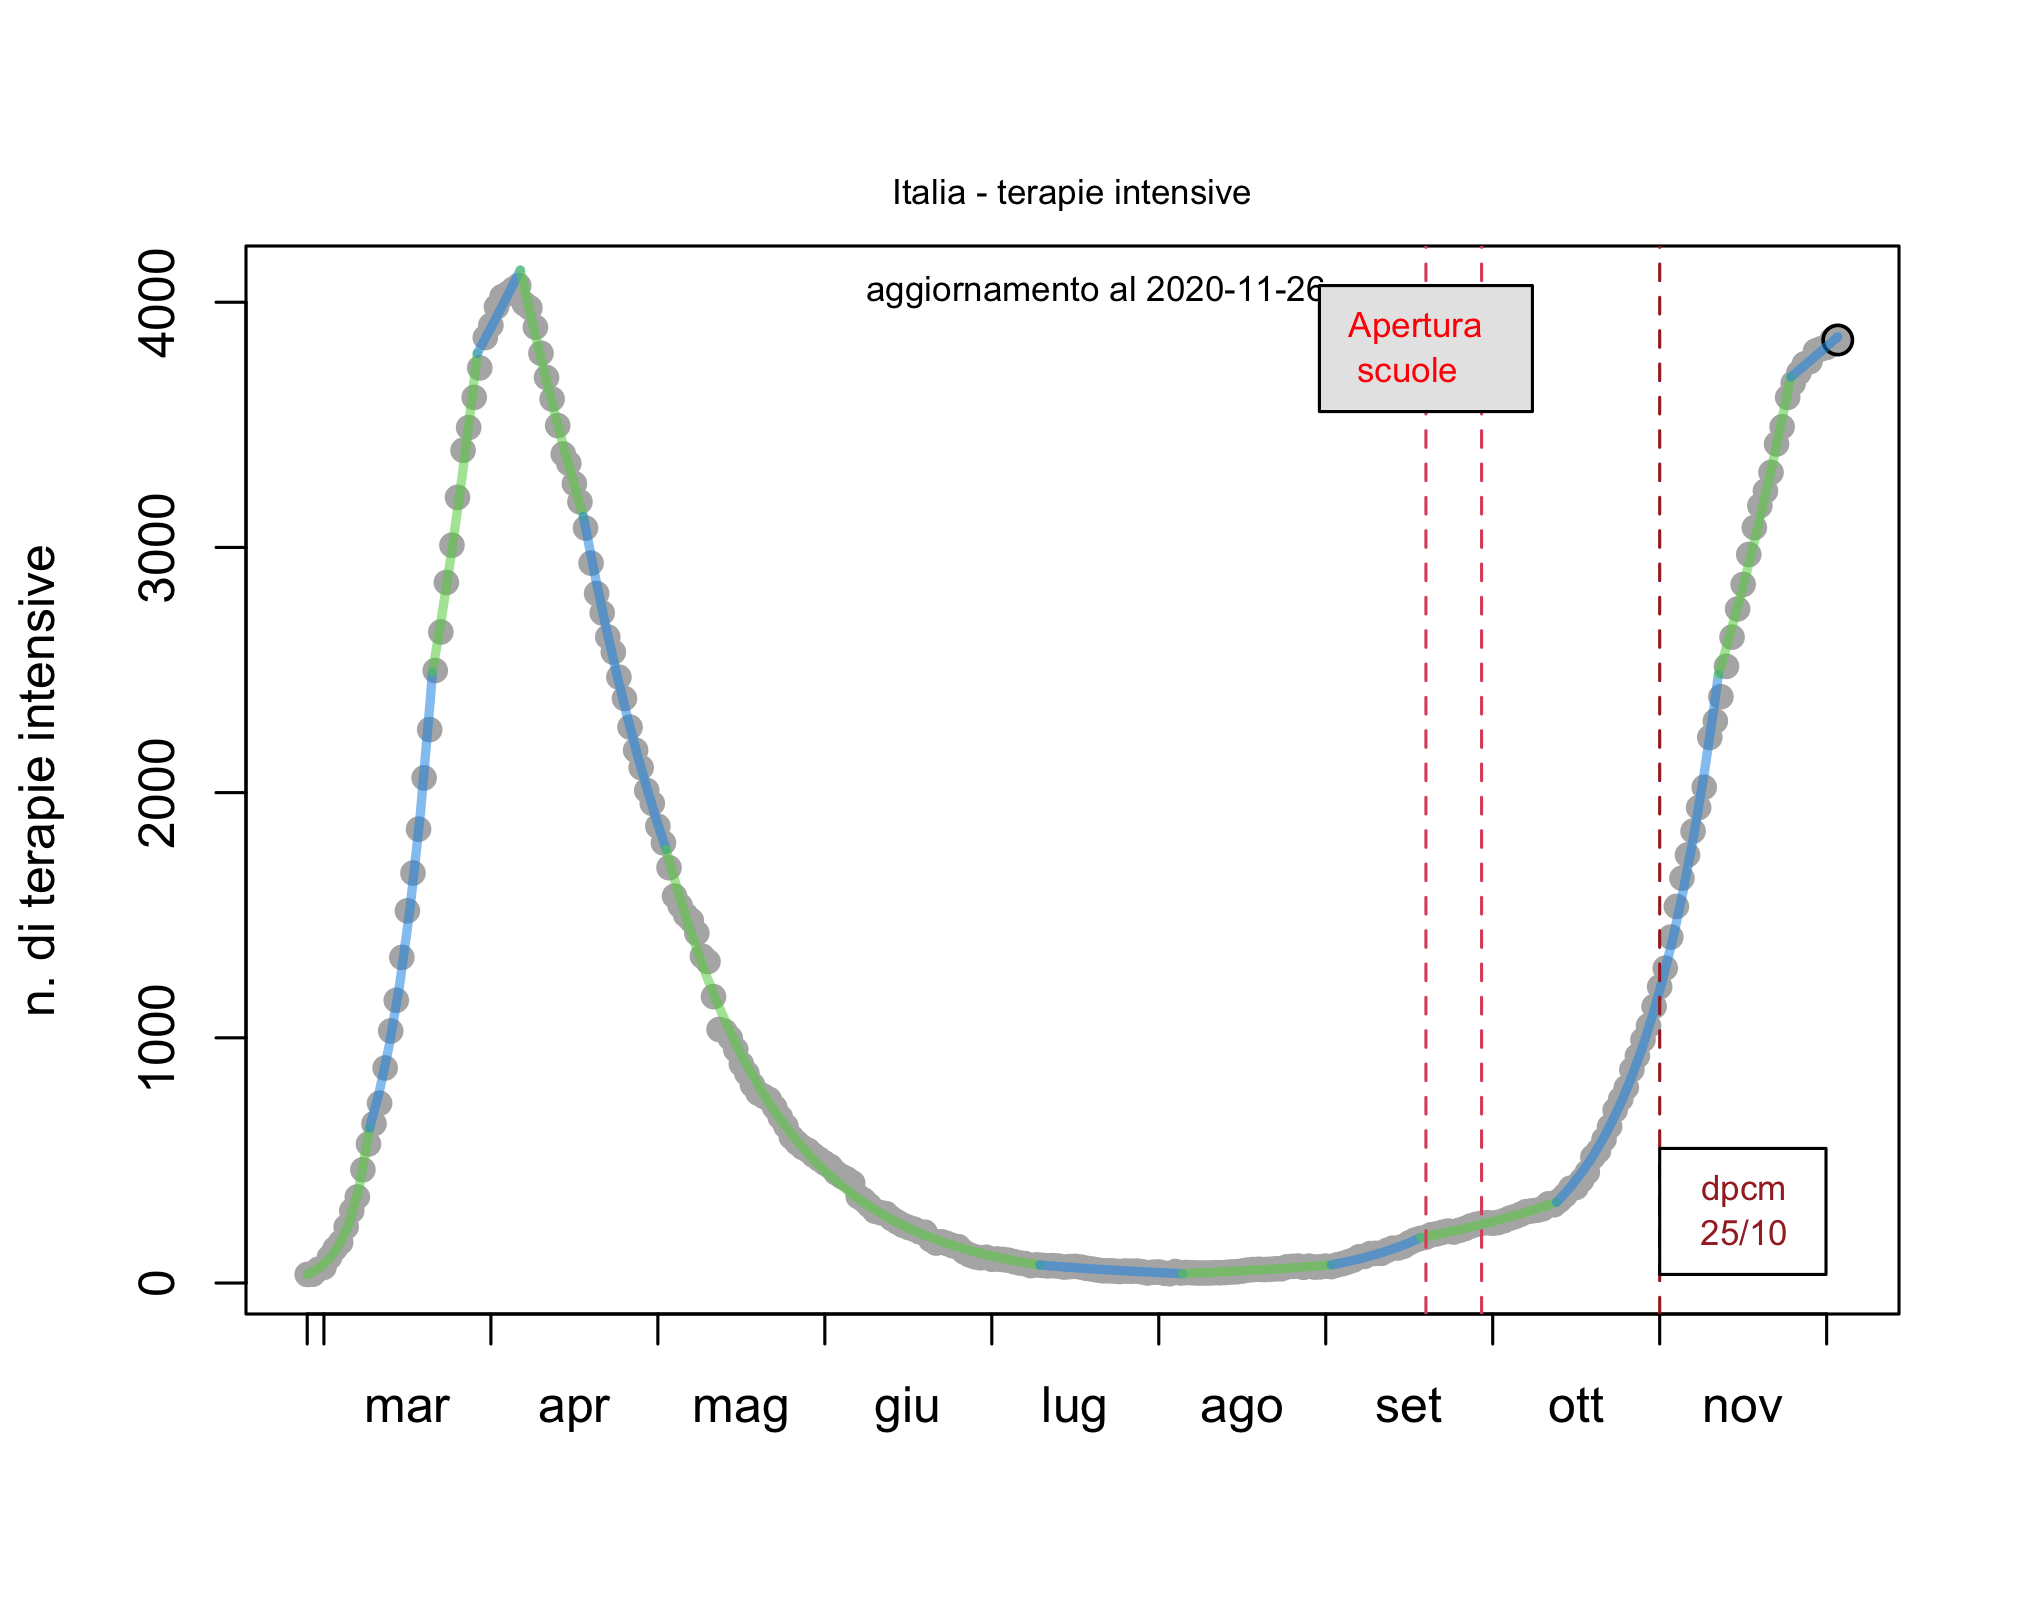 Italia - terapie intensive
aggiornamento al 2020-11-26
Apertura
scuole
n. di terapie intensive
4000
3000
2000
1000
0
dpcm
25/10
mar apr mag giu lug ago set ott nov